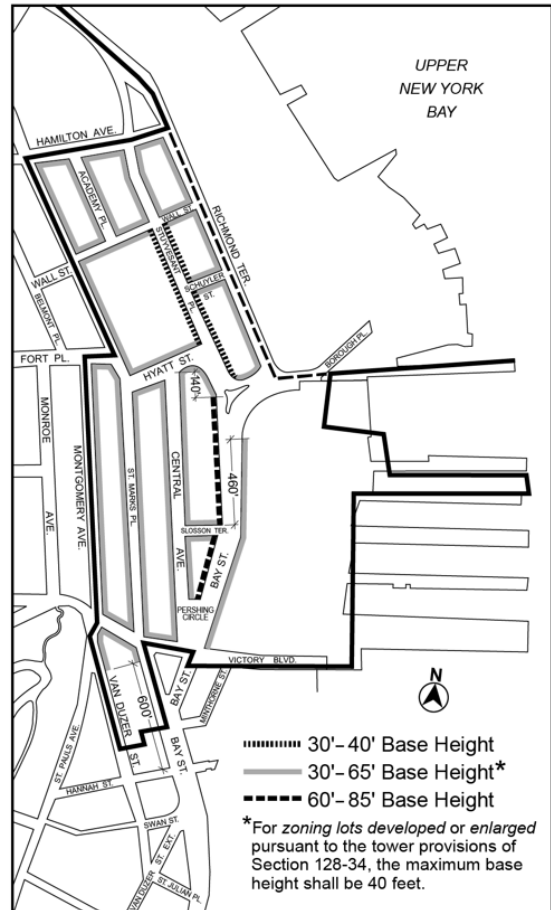 UPPER
NEW YORK
BAY
HAMILTON AVE.
ACADEMY PL.
WALL ST.
STUYVESANT PL.
RICHMOND TER.
SCHUYLER ST.
WALL ST.
BELMONT PL.
BOROUGH PL.
FORT PL.
HYATT ST.
140'
MONROE AVE.
MONTGOMERY AVE.
ST. MARKS PL.
CENTRAL AVE.
460'
SLOSSON TER.
BAY ST.
PERSHING
CIRCLE
VICTORY BLVD.
VAN DUZER ST.
600'
BAY ST.
MINTHORNE ST.
N
ST. PAULS AVE.
BAY ST.
HANNAH ST.
SWAN ST.
VAN DUZER ST. EXT.
ST. JULIAN PL.
30'–40' Base Height
30'–65' Base Height*
60'–85' Base Height
*For zoning lots developed or enlarged
pursuant to the tower provisions of
Section 128-34, the maximum base
height shall be 40 feet.